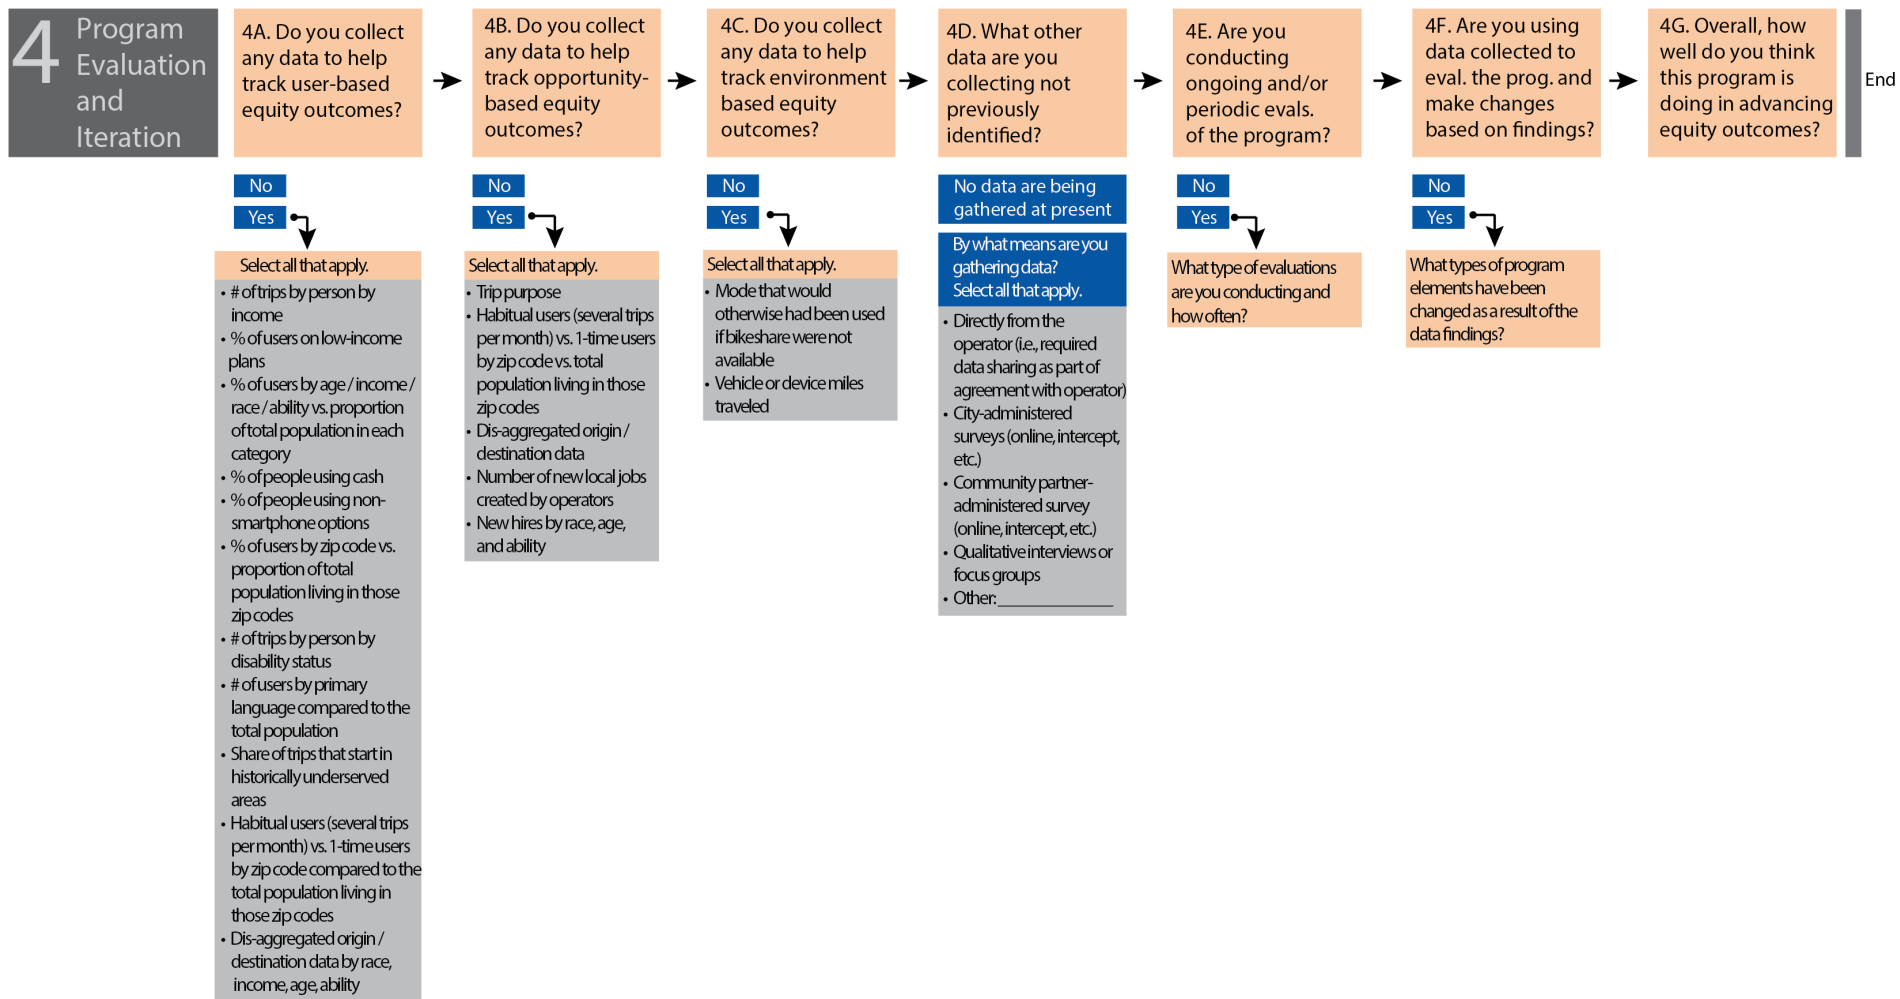 4
Program
Evaluation
and
Iteration
4A. Do you collect
any data to help
track user-based
equity outcomes?
4B. Do you collect
any data to help
track opportunity-
based equity
outcomes?
4C. Do you collect
any data to help
track environment
based equity
outcomes?
4D. What other
data are you
collecting not
previously
identified?
4E. Are you
conducting
ongoing and/or
periodic evals.
of the program?
4F. Are you using
data collected to
eval. the prog. and
make changes
based on findings?
4G. Overall, how
well do you think
this program is
doing in advancing
equity outcomes?
End
No
Yes
Select all that apply.
• # of trips by person by
income
• % of users on low-income
plans
• % of users by age / income /
race / ability vs. proportion
of total population in each
category
• % of people using cash
• % of people using non-
smartphone options
• % of users by zip code vs.
proportion of total
population living in those
zip codes
• # of trips by person by
disability status
• # of users by primary
language compared to the
total population
• Share of trips that start in
historically underserved
areas
• Habitual users (several trips
per month) vs. 1-time users
by zip code compared to the
total population living in
those zip codes
• Dis-aggregated origin /
destination data by race,
income, age, ability
No
Yes
Select all that apply.
• Trip purpose
• Habitual users (several trips
per month) vs. 1-time users
by zip code vs. total
population living in those
zip codes
• Dis-aggregated origin /
destination data
• Number of new local jobs
created by operators
• New hires by race, age,
and ability
No
Yes
Select all that apply.
• Mode that would
otherwise had been used
if bikeshare were not
available
• Vehicle or device miles
traveled
No data are being
gathered at present
By what means are you
gathering data?
Select all that apply.
• Directly from the
operator (i.e., required
data sharing as part of
agreement with operator)
• City-administered
surveys (online, intercept,
etc.)
• Community partner-
administered survey
(online, intercept, etc.)
• Qualitative interviews or
focus groups
• Other: ______________
No
Yes
What type of evaluations
are you conducting and
how often?
No
Yes
What types of program
elements have been
changed as a result of the
data findings?